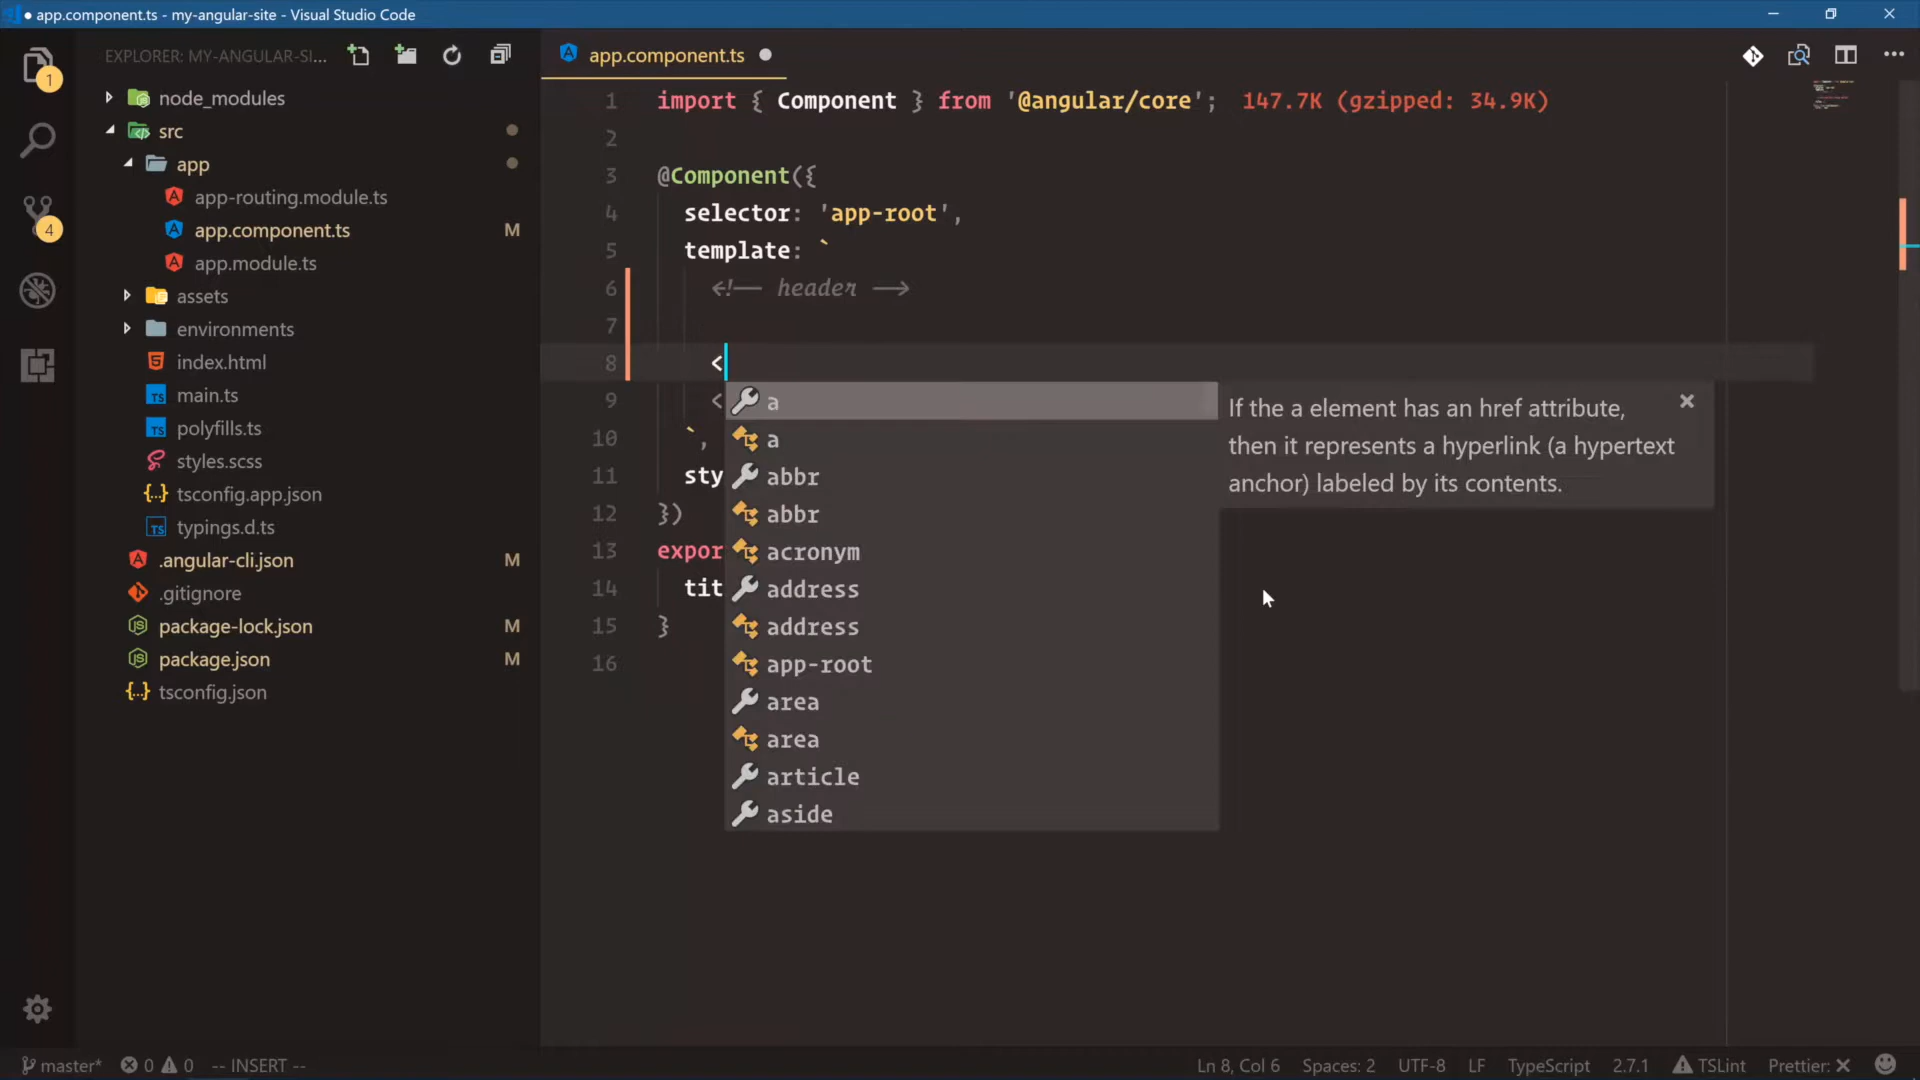 app.component.ts - my-angular-site - Visual Studio Code
EXPLORER: MY-ANGULAR-SI...
1
4
node_modules
src
app
app-routing.module.ts
app.component.ts M
app.module.ts
assets
environments
index.html
TS main.ts
TS polyfills.ts
styles.scss
{..} tsconfig.app.json
TS typings.d.ts
.angular-cli.json M
.gitignore
package-lock.json M
package.json M
{..} tsconfig.json
app.component.ts
1 import { Component } from '@angular/core'; 147.7K (gzipped: 34.9K)
2
3 @Component({
4 selector: 'app-root',
5 template: `
6 <!-- header -->
7
8 <
9 <
10 `,
11 sty
12 })
13 expor
14 tit
15 }
16
a
a
abbr
abbr
acronym
address
address
app-root
area
area
article
aside
If the a element has an href attribute,
then it represents a hyperlink (a hypertext
anchor) labeled by its contents.
master* 0 0 -- INSERT -- Ln 8, Col 6 Spaces: 2 UTF-8 LF TypeScript 2.7.1 TSLint Prettier: ✕